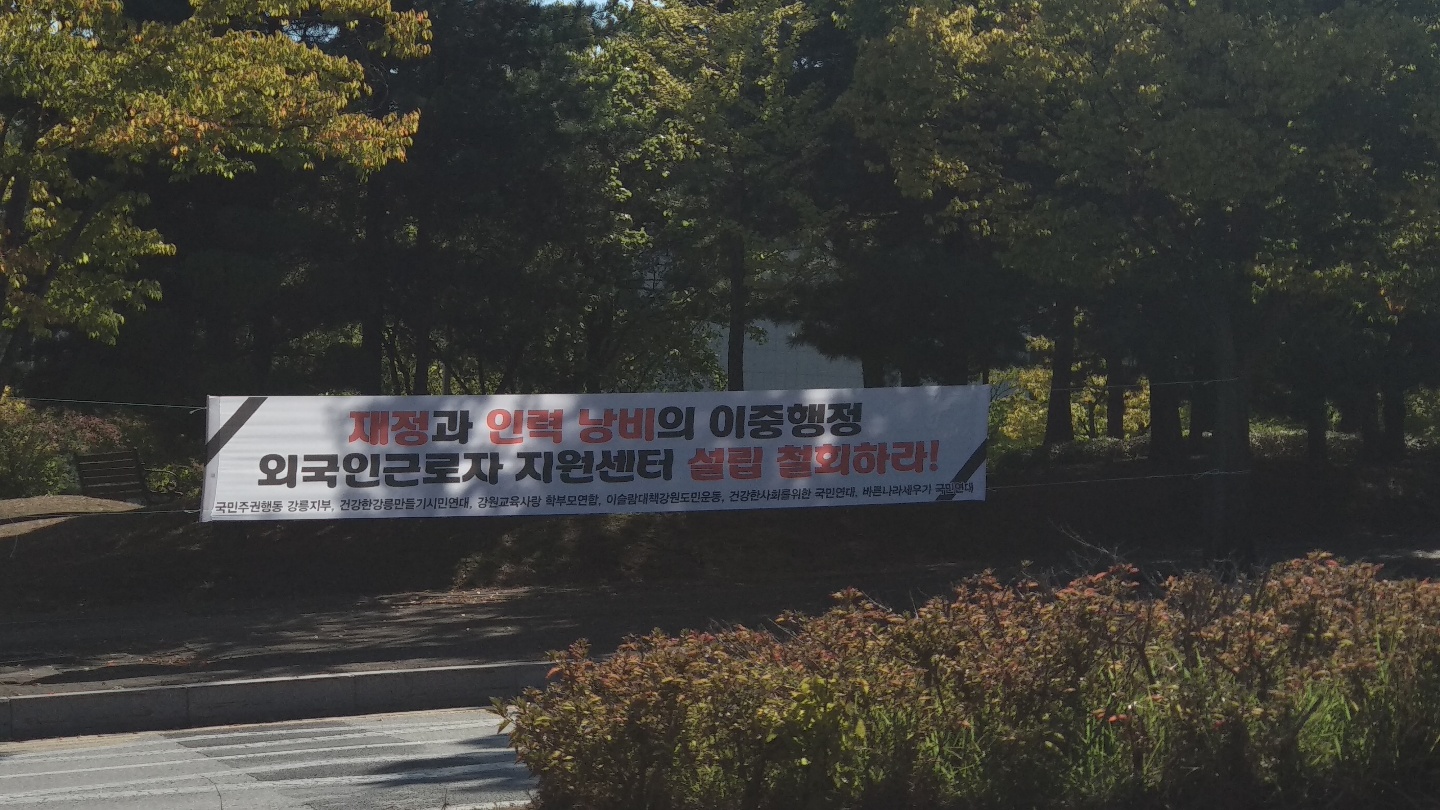 재정과 인력 낭비의 이중행정
외국인근로자 지원센터 설립 철회하라!
국민주권행동 강릉지부, 건강한강릉만들기시민연대, 강원교육사랑 학부모연합, 이슬람대책강원도민운동, 건강한사회를위한 국민연대, 바른나라세우기 국민연대